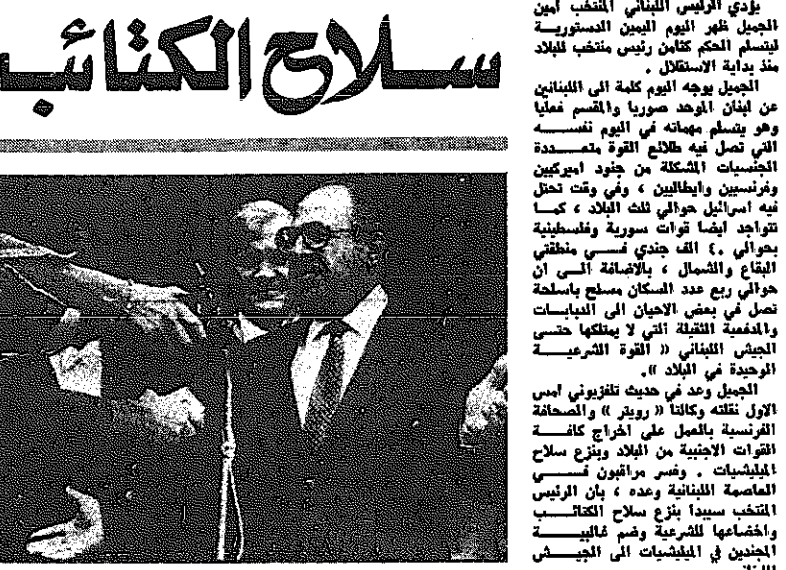 سلاح الكتائب
يؤدي الرئيس اللبناني المنتخب امين
الجميل ظهر اليوم اليمين الدستورية
ليتسلم الحكم كثامن رئيس منتخب للبلاد
منذ بداية الاستقلال .
الجميل يوجه اليوم كلمة الى اللبنانين
عن لبنان الموحد صوريا والمقسم فعليا
وهو يتسلم مهماته في اليوم نفسه
التي تصل فيه طلائع القوة متعددة
الجنسيات المشكلة من جنود اميركيين
وفرنسيين وايطاليين ، وفي وقت تحتل
فيه اسرائيل حوالي ثلث البلاد ، كما
تتواجد ايضا قوات سورية وفلسطينية
بحوالي ٤٠ الف جندي في منطقتي
البقاع والشمال ، بالاضافة الى ان
حوالي ربع عدد السكان مسلح باسلحة
تصل في بعض الاحيان الى الدبابات
والمدفعية الثقيلة التي لا يمتلكها حتى
الجيش اللبناني « القوة الشرعية
الوحيدة في البلاد ».
الجميل وعد في حديث تلفزيوني امس
الاول نقلته وكالتا « رويتر » والصحافة
الفرنسية بالعمل على اخراج كافة
القوات الاجنبية من البلاد وبنزع سلاح
الميليشيات . وفسر مراقبون في
العاصمة اللبنانية وعده ، بان الرئيس
المنتخب سيبدا بنزع سلاح الكتائب
واخضاعها للشرعية وضم غالبية
المجندين في الميليشيات الى الجيش